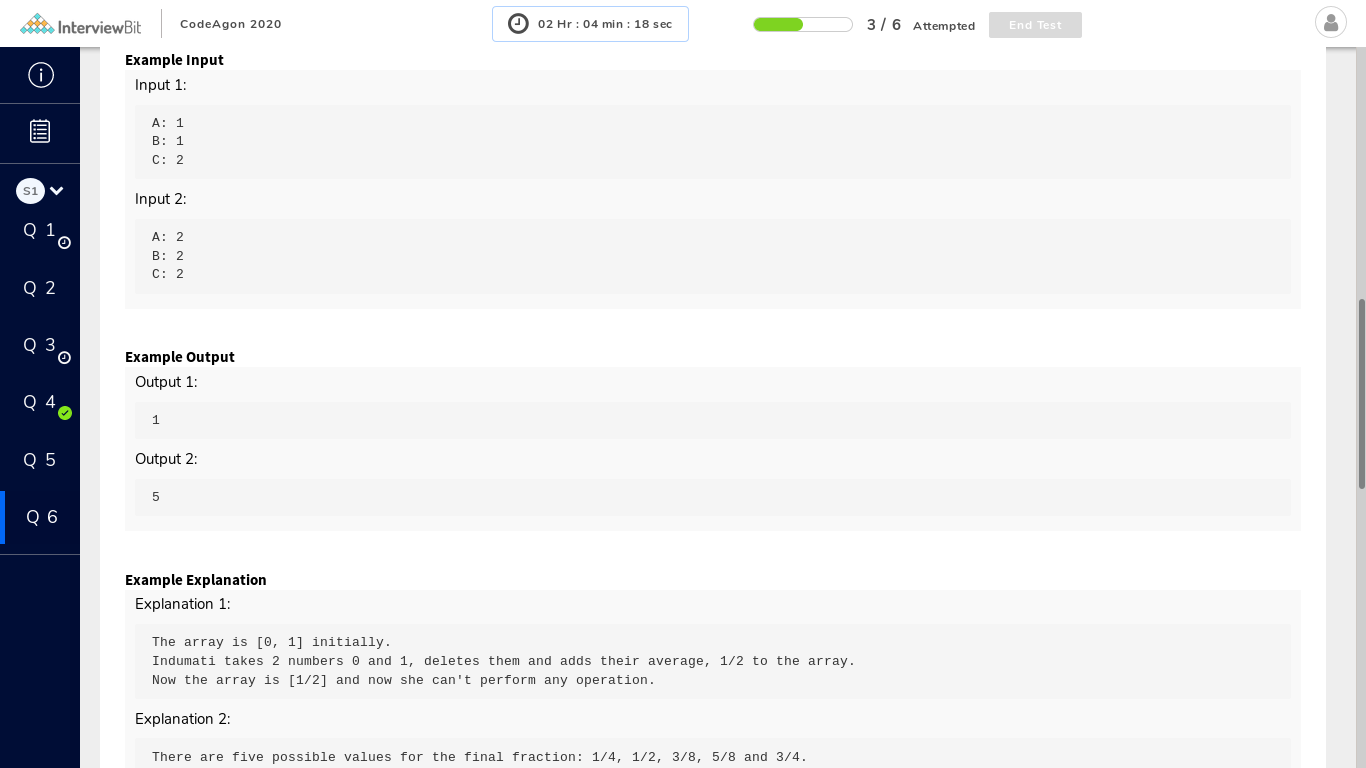 InterviewBit
CodeAgon 2020
02 Hr : 04 min : 18 sec
3 / 6 Attempted
End Test
S1
Q 1
Q 2
Q 3
Q 4
Q 5
Q 6
Example Input
Input 1:
A: 1
B: 1
C: 2
Input 2:
A: 2
B: 2
C: 2
Example Output
Output 1:
1
Output 2:
5
Example Explanation
Explanation 1:
The array is [0, 1] initially.
Indumati takes 2 numbers 0 and 1, deletes them and adds their average, 1/2 to the array.
Now the array is [1/2] and now she can't perform any operation.
Explanation 2:
There are five possible values for the final fraction: 1/4, 1/2, 3/8, 5/8 and 3/4.